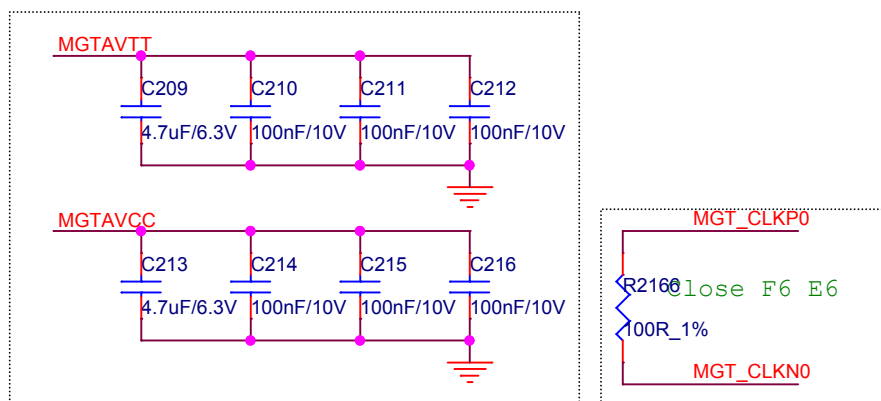 MGTAVTT
C209 C210 C211 C212
4.7uF/6.3V 100nF/10V 100nF/10V 100nF/10V
MGTAVCC
C213 C214 C215 C216
4.7uF/6.3V 100nF/10V 100nF/10V 100nF/10V
MGT_CLKP0
R2166 Close F6 E6
100R_1%
MGT_CLKN0